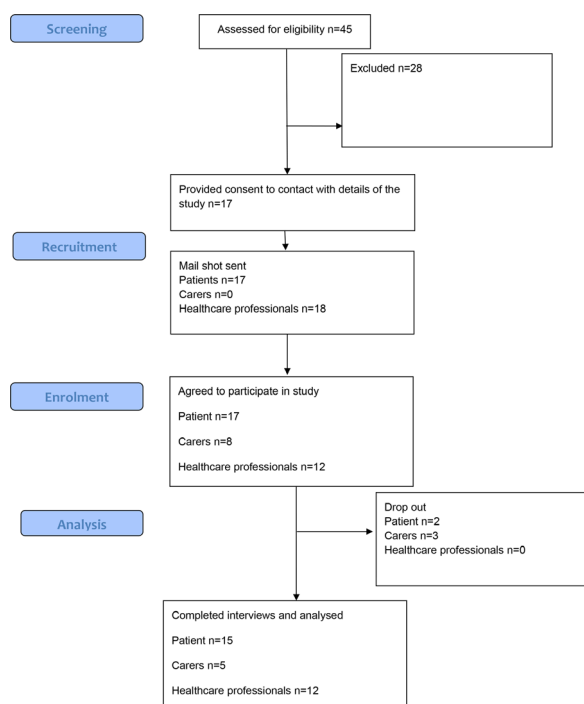 Screening
Assessed for eligibility n=45
Excluded n=28
Provided consent to contact with details of the
study n=17
Recruitment
Mail shot sent
Patients n=17
Carers n=0
Healthcare professionals n=18
Enrolment
Agreed to participate in study
Patient n=17
Carers n=8
Healthcare professionals n=12
Analysis
Drop out
Patient n=2
Carers n=3
Healthcare professionals n=0
Completed interviews and analysed
Patient n=15
Carers n=5
Healthcare professionals n=12